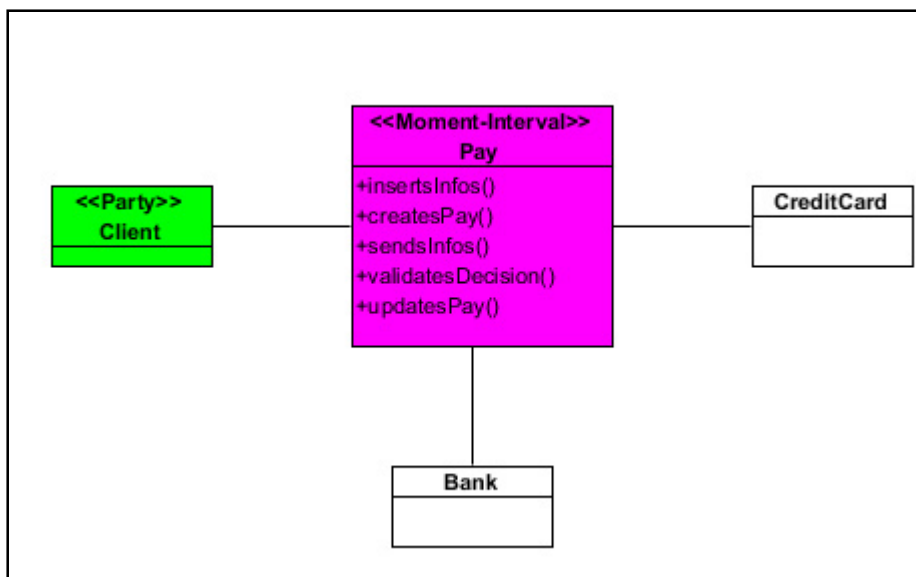 <<Moment-Interval>>
Pay
+insertsInfos()
+createsPay()
+sendsInfos()
+validatesDecision()
+updatesPay()
<<Party>>
Client
CreditCard
Bank